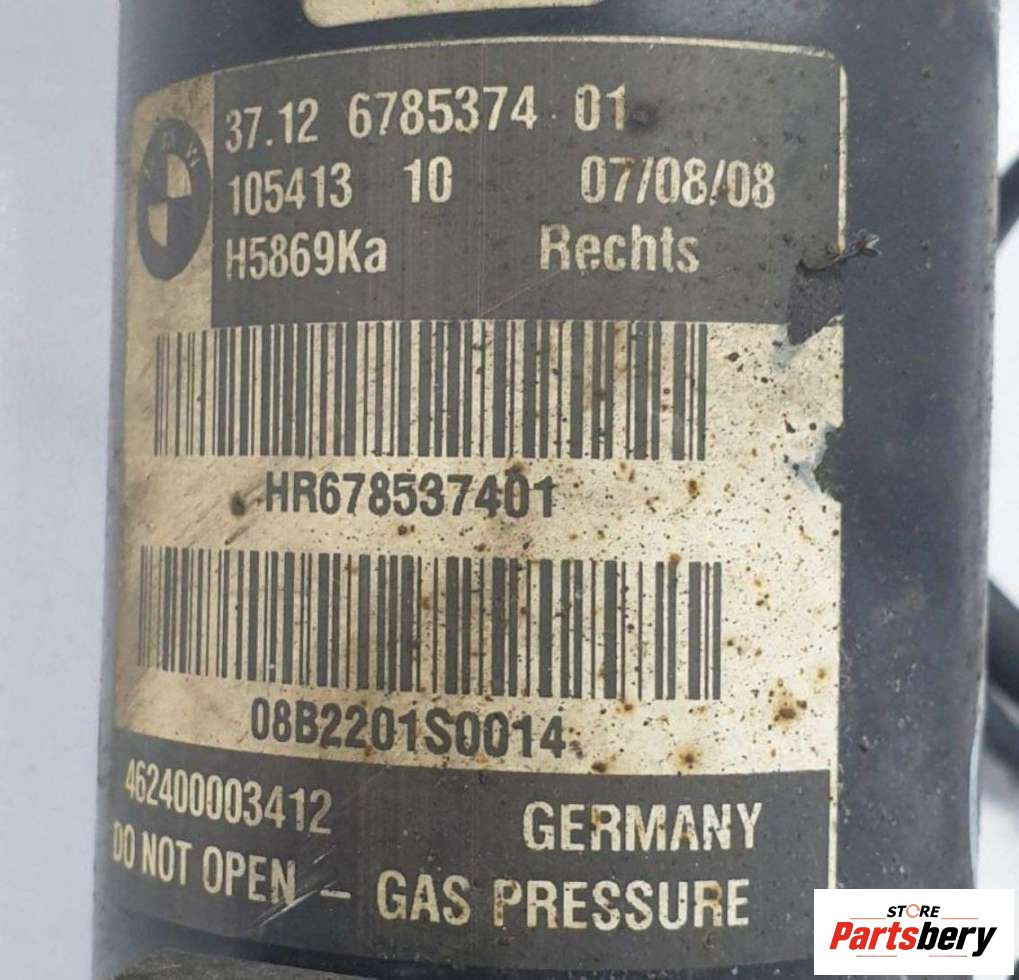 BMW
37.12 6785374 01
105413 10 07/08/08
H5869Ka Rechts
HR678537401
08B2201S0014
462400003412 GERMANY
DO NOT OPEN - GAS PRESSURE
STORE
Partsbery